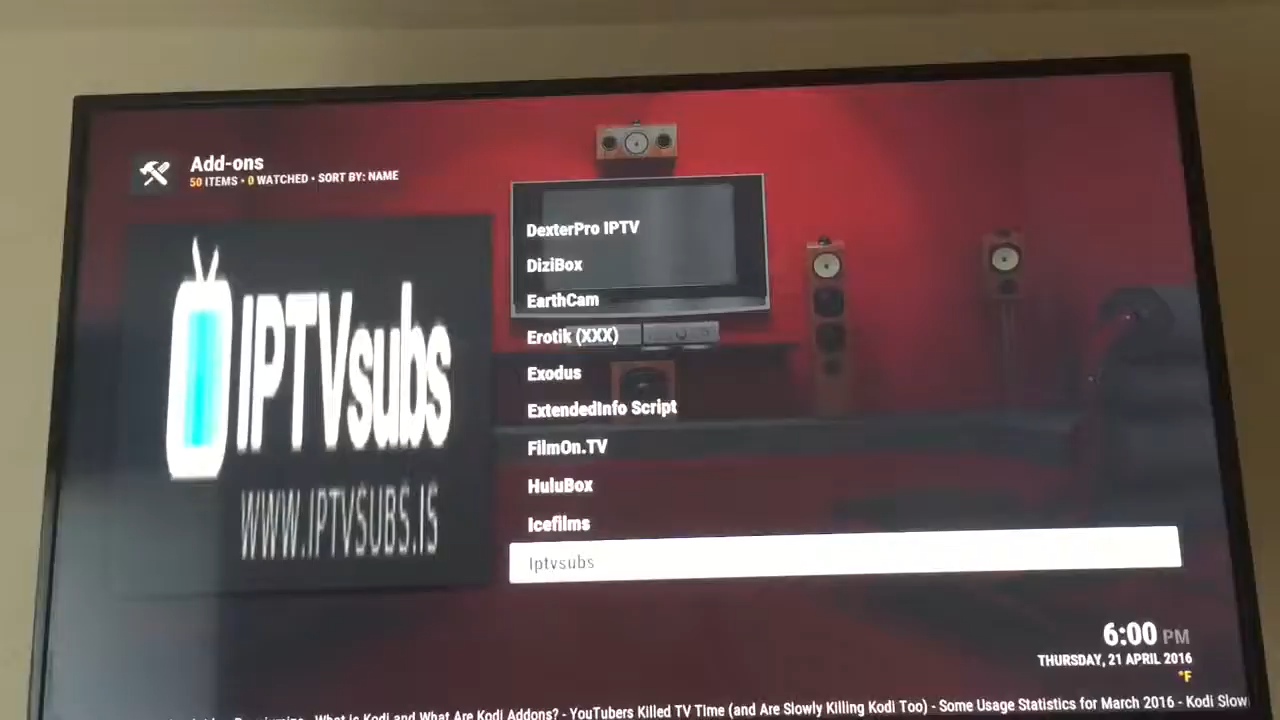 Add-ons
50 ITEMS • 0 WATCHED • SORT BY: NAME
IPTVsubs
WWW.IPTVSUBS.IS
DexterPro IPTV
DiziBox
EarthCam
Erotik (XXX)
Exodus
ExtendedInfo Script
FilmOn.TV
HuluBox
Icefilms
Iptvsubs
6:00 PM
THURSDAY, 21 APRIL 2016
°F
What is Kodi and What Are Kodi Addons? - YouTubers Killed TV Time (and Are Slowly Killing Kodi Too) - Some Usage Statistics for March 2016 - Kodi Slow